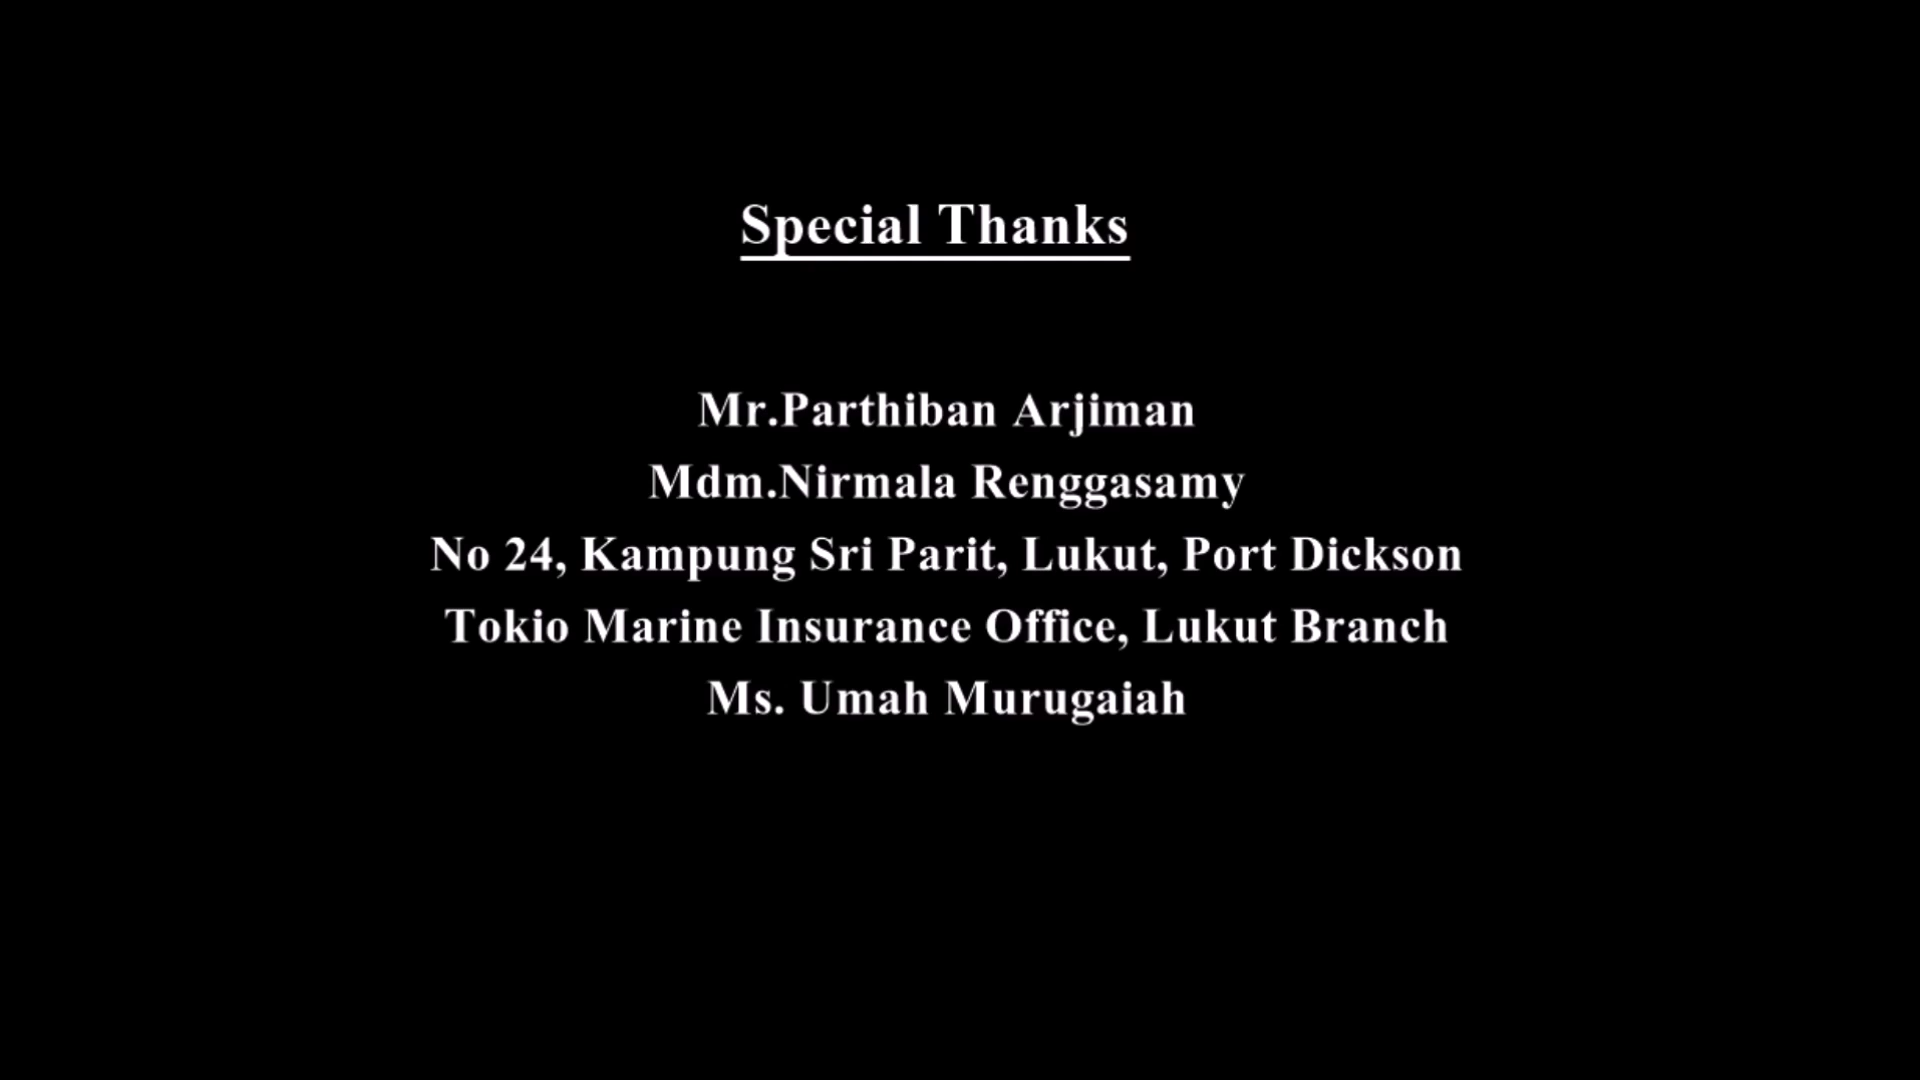 Special Thanks
Mr.Parthiban Arjiman
Mdm.Nirmala Renggasamy
No 24, Kampung Sri Parit, Lukut, Port Dickson
Tokio Marine Insurance Office, Lukut Branch
Ms. Umah Murugaiah